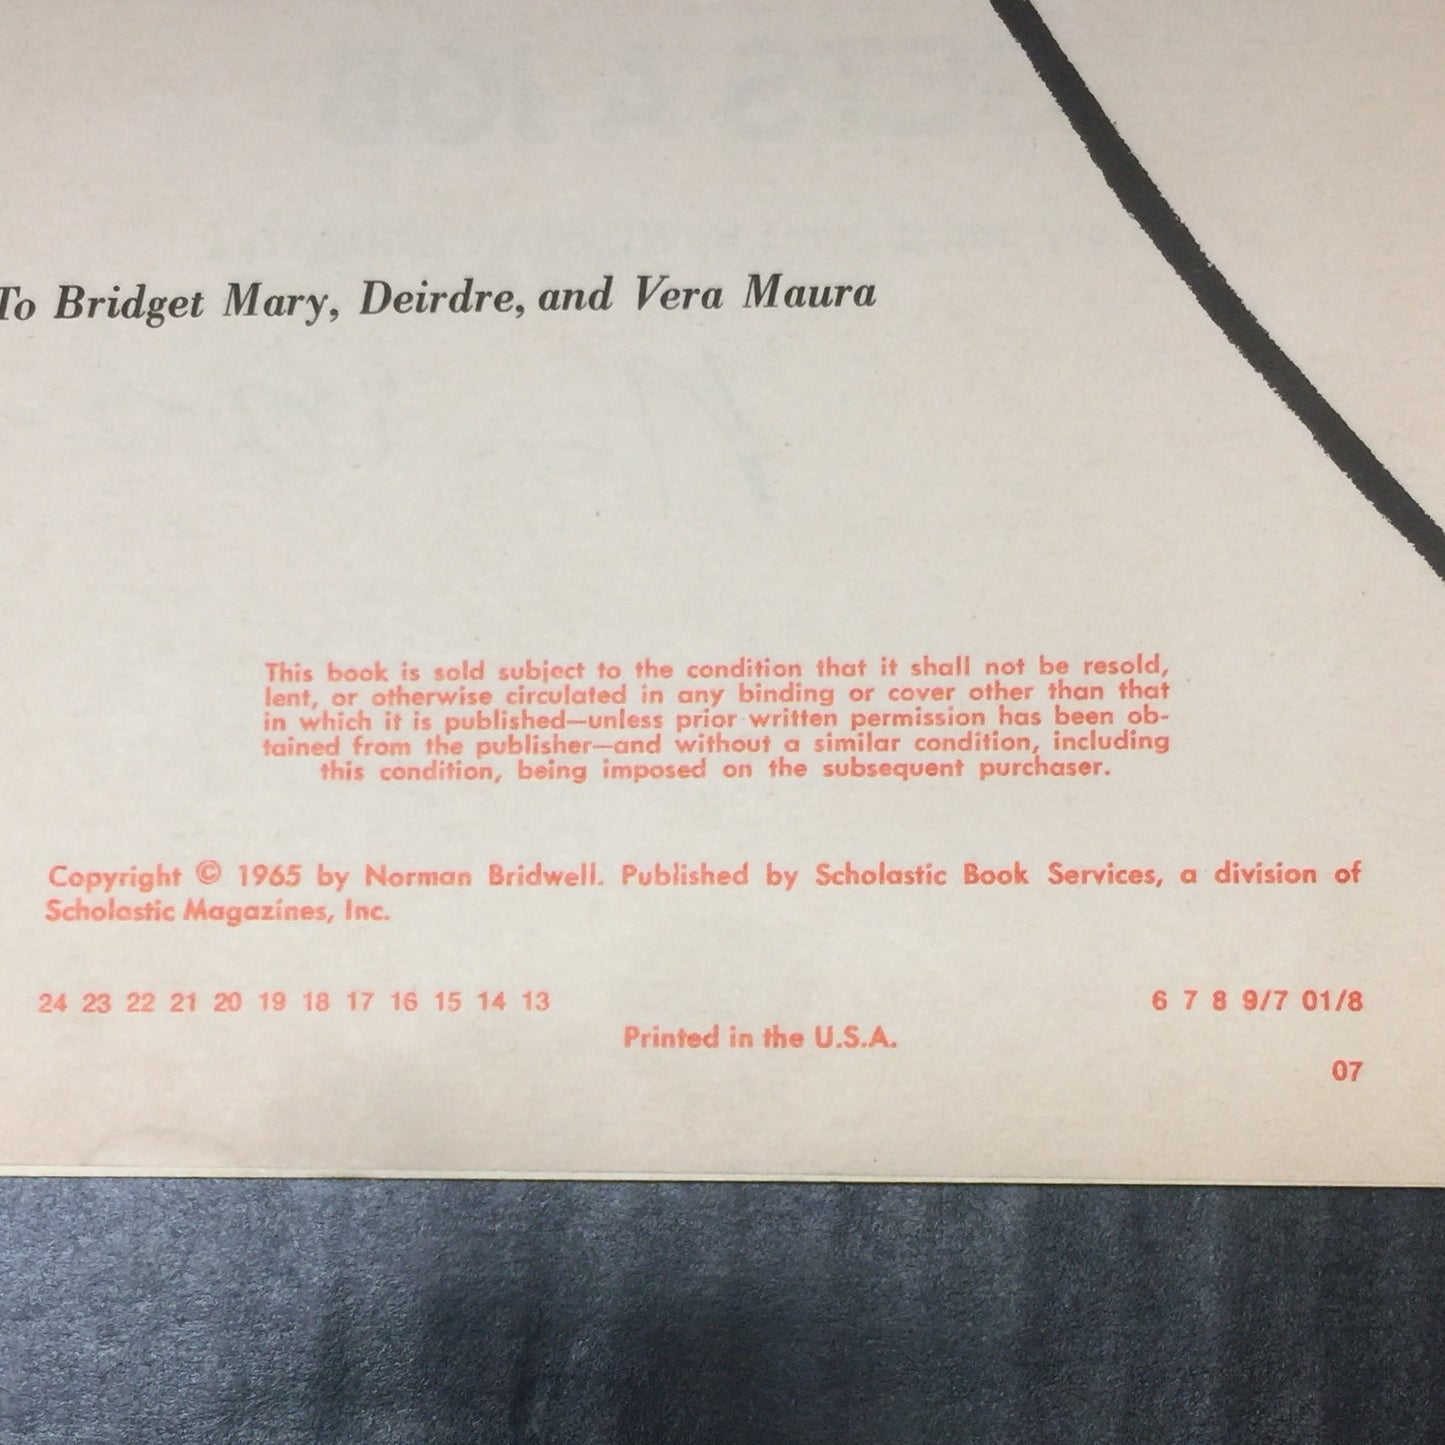 To Bridget Mary, Deirdre, and Vera Maura
This book is sold subject to the condition that it shall not be resold,
lent, or otherwise circulated in any binding or cover other than that
in which it is published—unless prior written permission has been ob-
tained from the publisher—and without a similar condition, including
this condition, being imposed on the subsequent purchaser.
Copyright © 1965 by Norman Bridwell. Published by Scholastic Book Services, a division of
Scholastic Magazines, Inc.
24 23 22 21 20 19 18 17 16 15 14 13 6 7 8 9/7 01/8
Printed in the U.S.A.
07